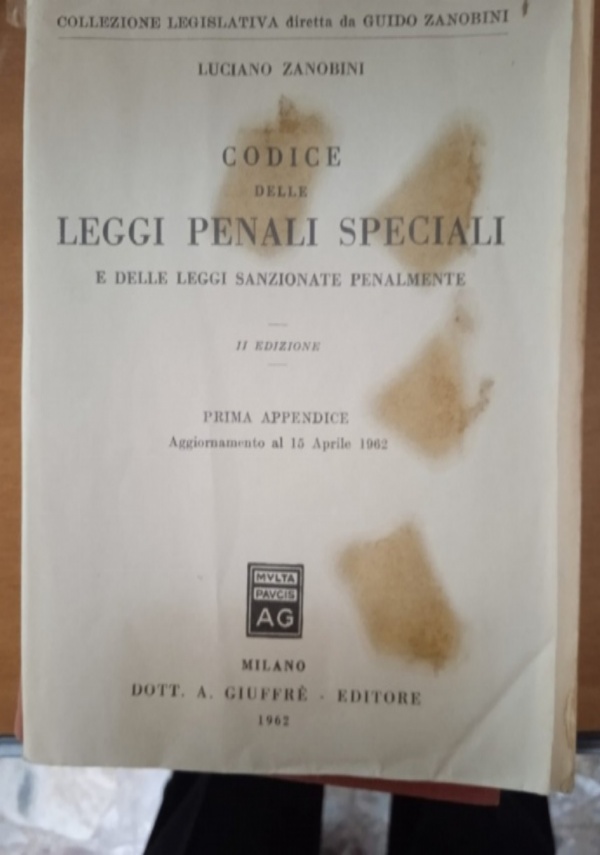 COLLEZIONE LEGISLATIVA diretta da GUIDO ZANOBINI
LUCIANO ZANOBINI
CODICE
DELLE
LEGGI PENALI SPECIALI
E DELLE LEGGI SANZIONATE PENALMENTE
II EDIZIONE
PRIMA APPENDICE
Aggiornamento al 15 Aprile 1962
MVLTA
PAVCIS
AG
MILANO
DOTT. A. GIUFFRÈ - EDITORE
1962